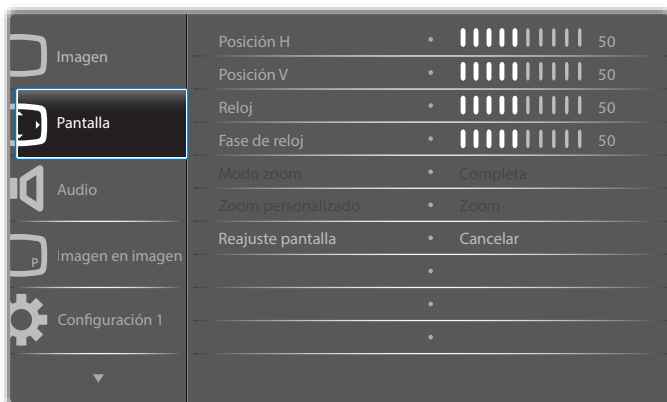 Imagen
Pantalla
Audio
P
Imagen en imagen
Configuración 1
Posición H • 50
Posición V • 50
Reloj • 50
Fase de reloj • 50
Modo zoom • Completa
Zoom personalizado • Zoom
Reajuste pantalla • Cancelar
•
•
•